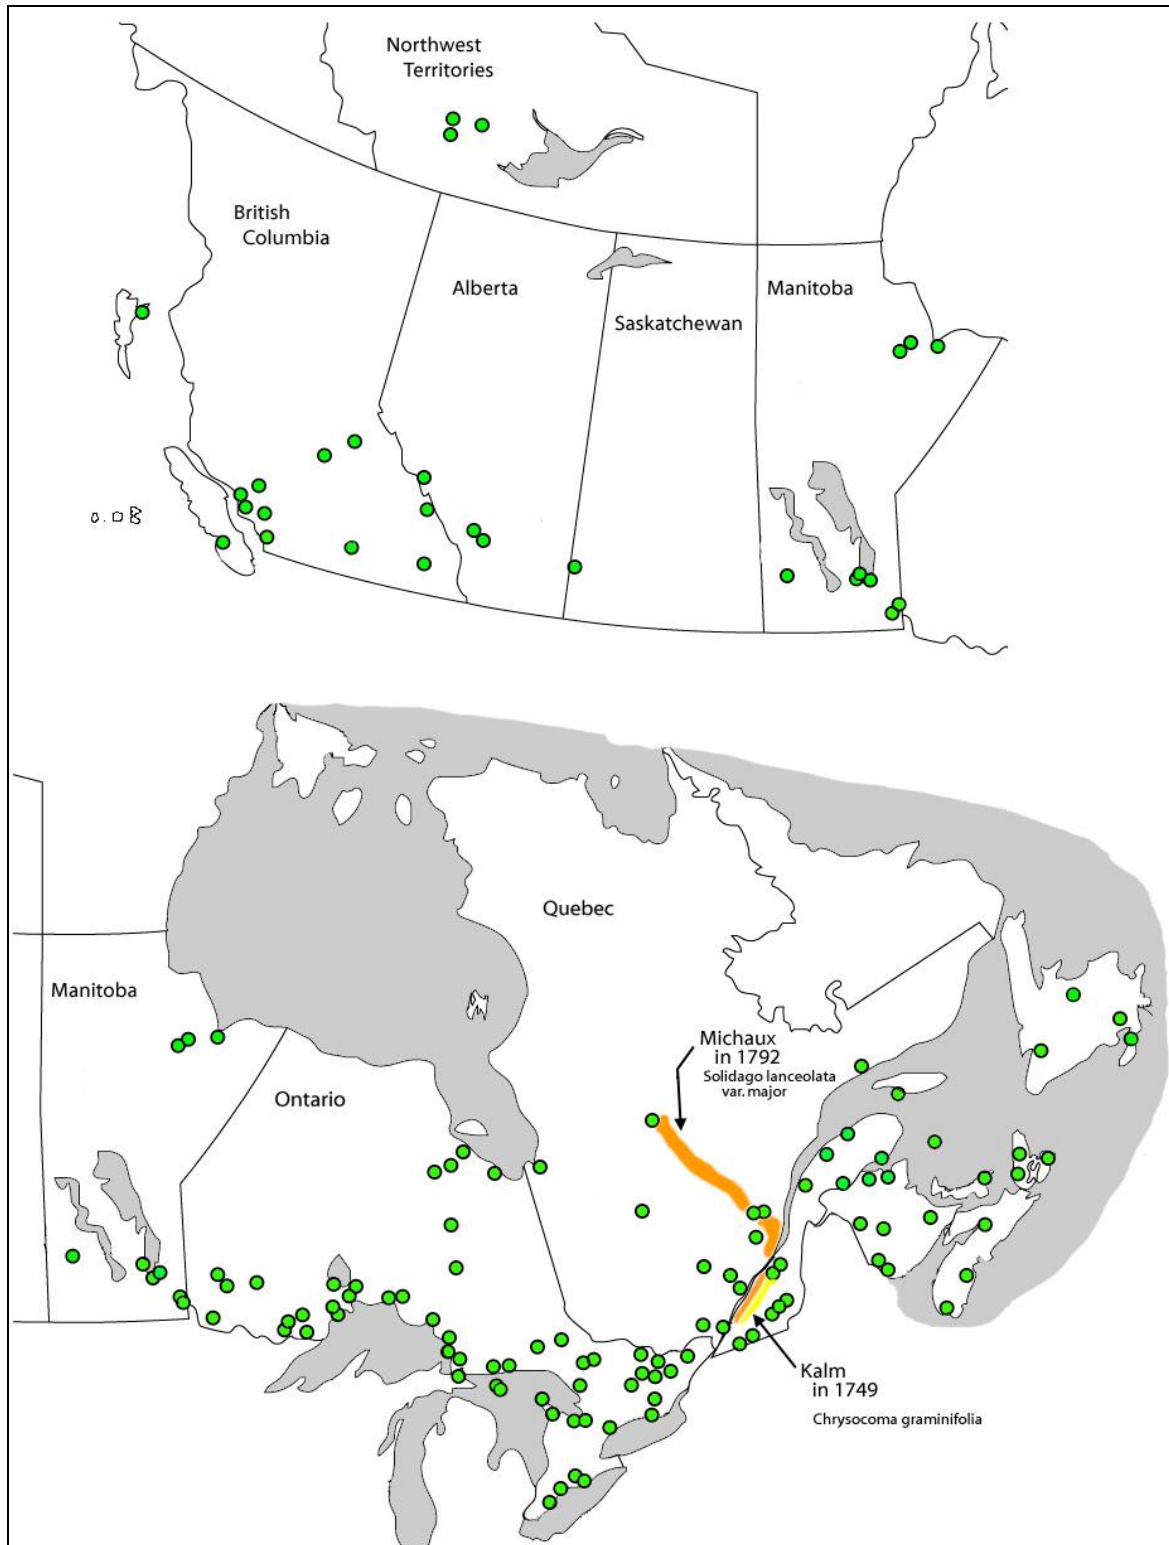 Northwest
Territories
British
Columbia
Alberta
Manitoba
Saskatchewan
Quebec
Manitoba
Michaux
in 1792
Solidago lanceolata
var. major
Ontario
Kalm
in 1749
Chrysocoma graminifolia